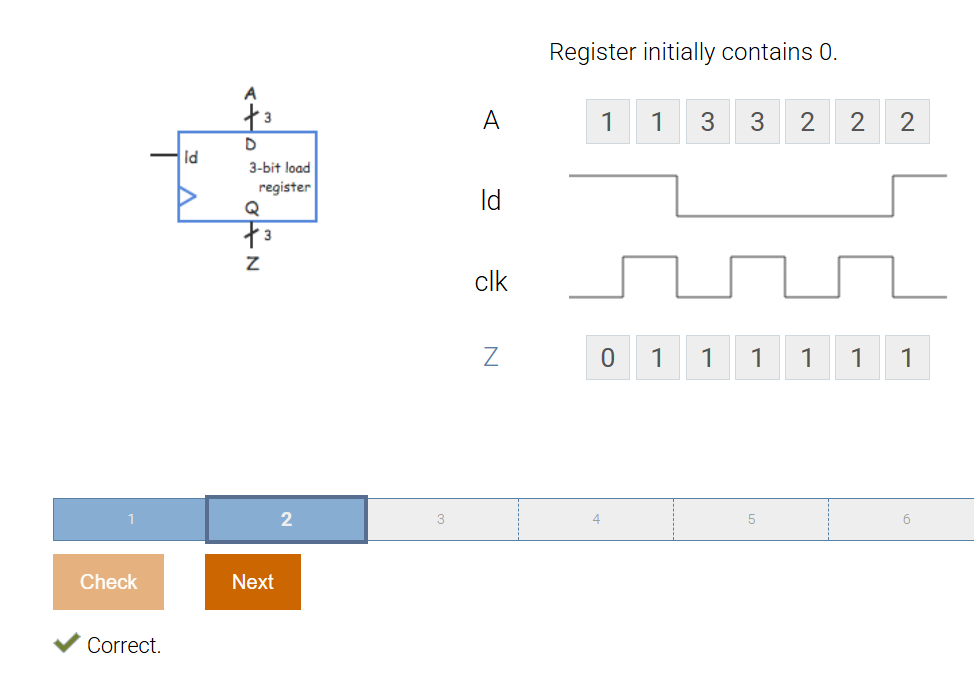 Register initially contains 0.
A
3
D
ld
3-bit load
register
Q
3
Z
A 1 1 3 3 2 2 2
ld
clk
Z 0 1 1 1 1 1 1
1 2 3 4 5 6
Check Next
Correct.